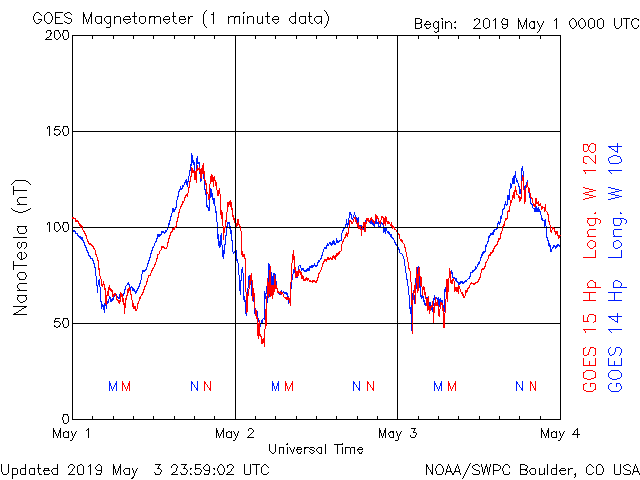 GOES Magnetometer (1 minute data)
Begin: 2019 May 1 0000 UTC
200
150
100
50
0
NanoTesla (nT)
M M N N M M N N M M N N
May 1 May 2 May 3 May 4
Universal Time
GOES 15 Hp Long. W 128
GOES 14 Hp Long. W 104
Updated 2019 May 3 23:59:02 UTC
NOAA/SWPC Boulder, CO USA